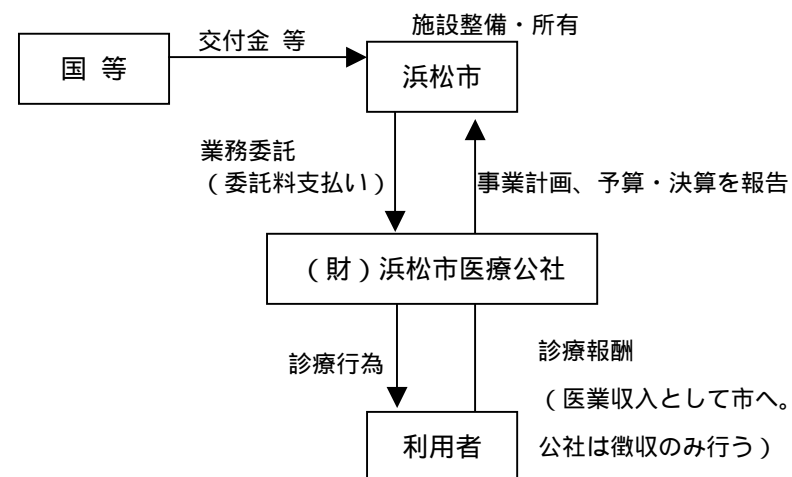 施設整備・所有
交付金 等
国 等
浜松市
業務委託
（委託料支払い）
事業計画、予算・決算を報告
（財）浜松市医療公社
診療行為
診療報酬
（医業収入として市へ。
公社は徴収のみ行う）
利用者